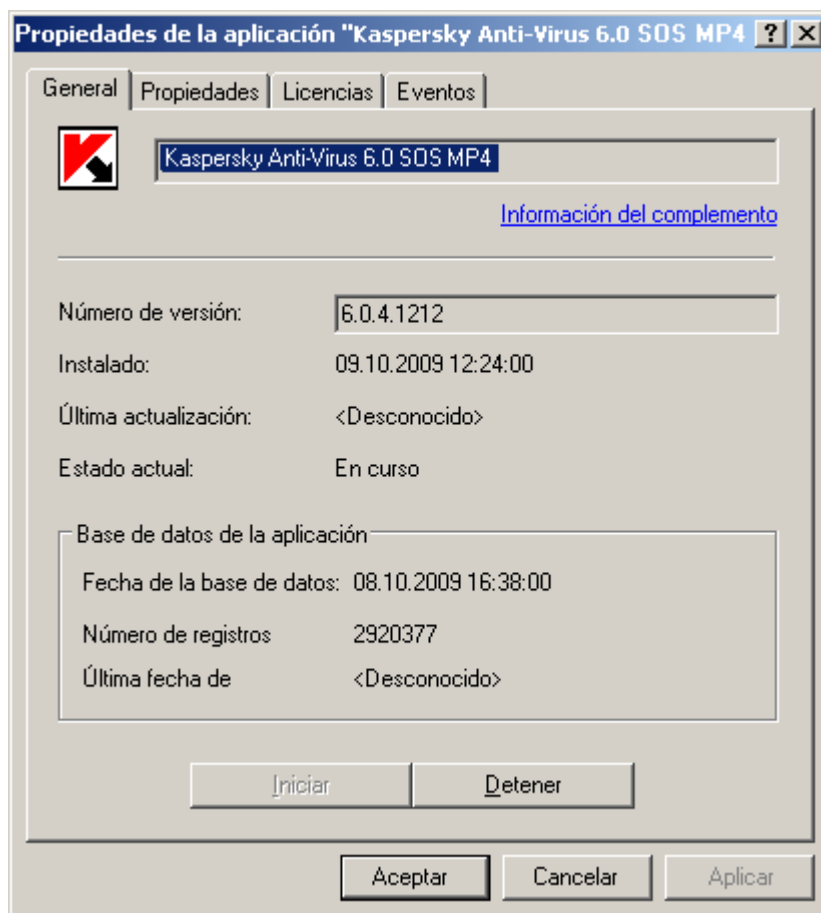 Propiedades de la aplicación "Kaspersky Anti-Virus 6.0 SOS MP4
General Propiedades Licencias Eventos
Kaspersky Anti-Virus 6.0 SOS MP4
Información del complemento
Número de versión: 6.0.4.1212
Instalado: 09.10.2009 12:24:00
Última actualización: <Desconocido>
Estado actual: En curso
Base de datos de la aplicación
Fecha de la base de datos: 08.10.2009 16:38:00
Número de registros 2920377
Última fecha de <Desconocido>
Iniciar Detener
Aceptar Cancelar Aplicar